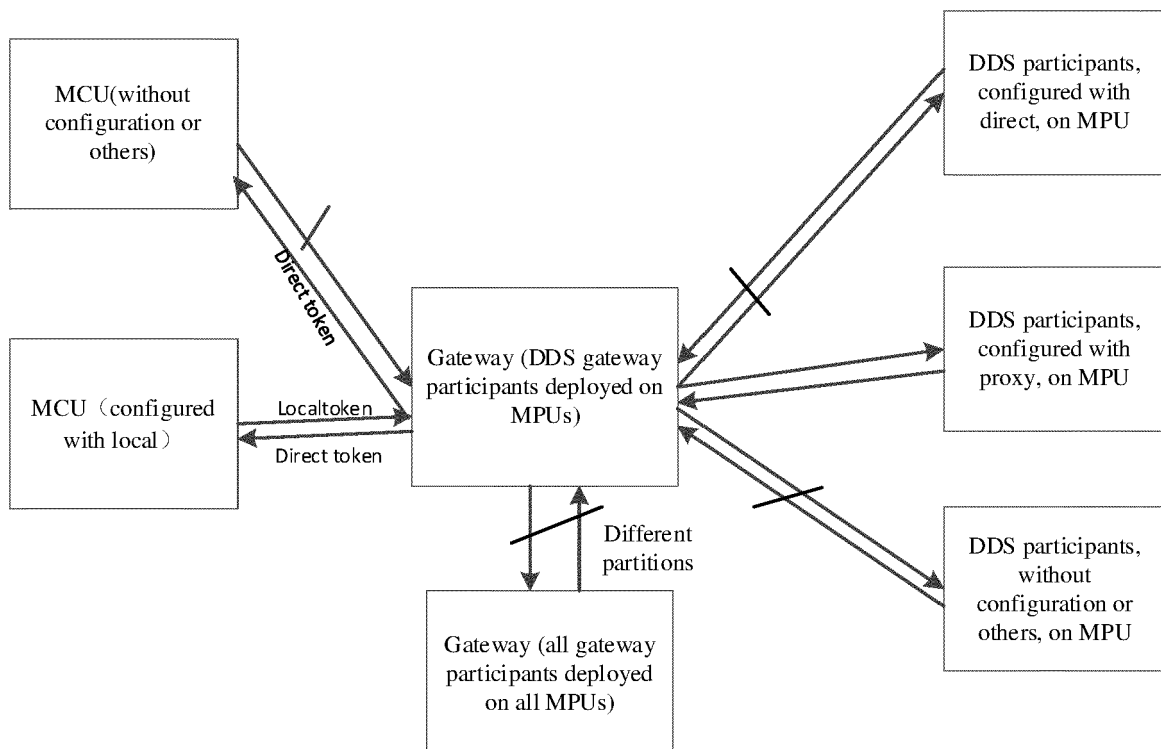 MCU(without
configuration or
others)
Direct token
MCU（configured
with local）
Localtoken
Direct token
Gateway (DDS gateway
participants deployed on
MPUs)
Different
partitions
Gateway (all gateway
participants deployed
on all MPUs)
DDS participants,
configured with
direct, on MPU
DDS participants,
configured with
proxy, on MPU
DDS participants,
without
configuration or
others, on MPU